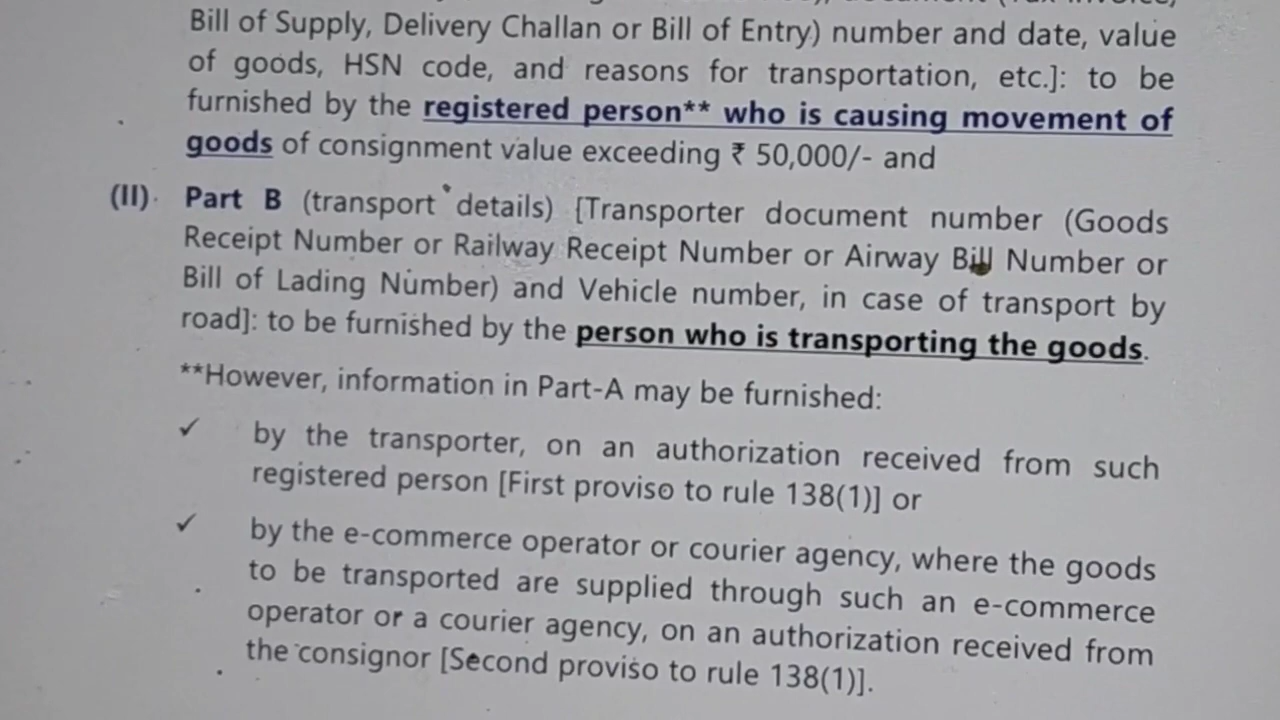 Bill of Supply, Delivery Challan or Bill of Entry) number and date, value
of goods, HSN code, and reasons for transportation, etc.]: to be
furnished by the registered person** who is causing movement of
goods of consignment value exceeding ₹ 50,000/- and
(II). Part B (transport details) [Transporter document number (Goods
Receipt Number or Railway Receipt Number or Airway Bill Number or
Bill of Lading Number) and Vehicle number, in case of transport by
road]: to be furnished by the person who is transporting the goods.
**However, information in Part-A may be furnished:
✓ by the transporter, on an authorization received from such
registered person [First proviso to rule 138(1)] or
✓ by the e-commerce operator or courier agency, where the goods
to be transported are supplied through such an e-commerce
operator or a courier agency, on an authorization received from
the consignor [Second proviso to rule 138(1)].